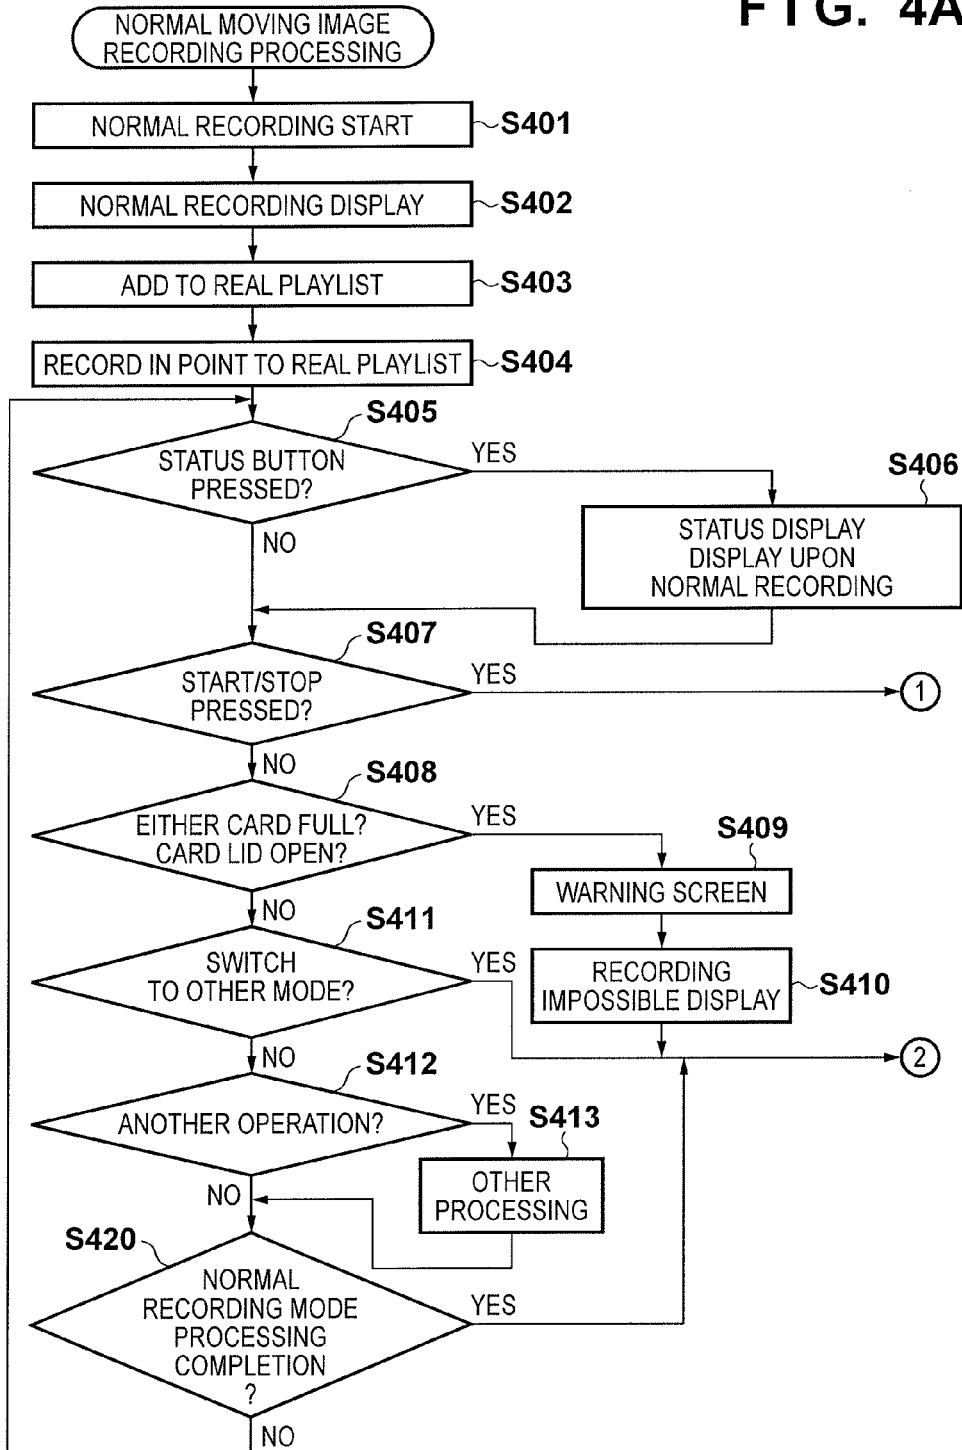 FIG. 4A
NORMAL MOVING IMAGE
RECORDING PROCESSING
NORMAL RECORDING START
S401
NORMAL RECORDING DISPLAY
S402
ADD TO REAL PLAYLIST
S403
RECORD IN POINT TO REAL PLAYLIST
S404
S405
STATUS BUTTON
PRESSED?
YES
NO
S406
STATUS DISPLAY
DISPLAY UPON
NORMAL RECORDING
S407
START/STOP
PRESSED?
YES
1
NO
S408
EITHER CARD FULL?
CARD LID OPEN?
YES
NO
S409
WARNING SCREEN
RECORDING
IMPOSSIBLE DISPLAY
S410
S411
SWITCH
TO OTHER MODE?
YES
NO
2
S412
ANOTHER OPERATION?
YES
NO
S413
OTHER
PROCESSING
S420
NORMAL
RECORDING MODE
PROCESSING
COMPLETION
?
YES
NO